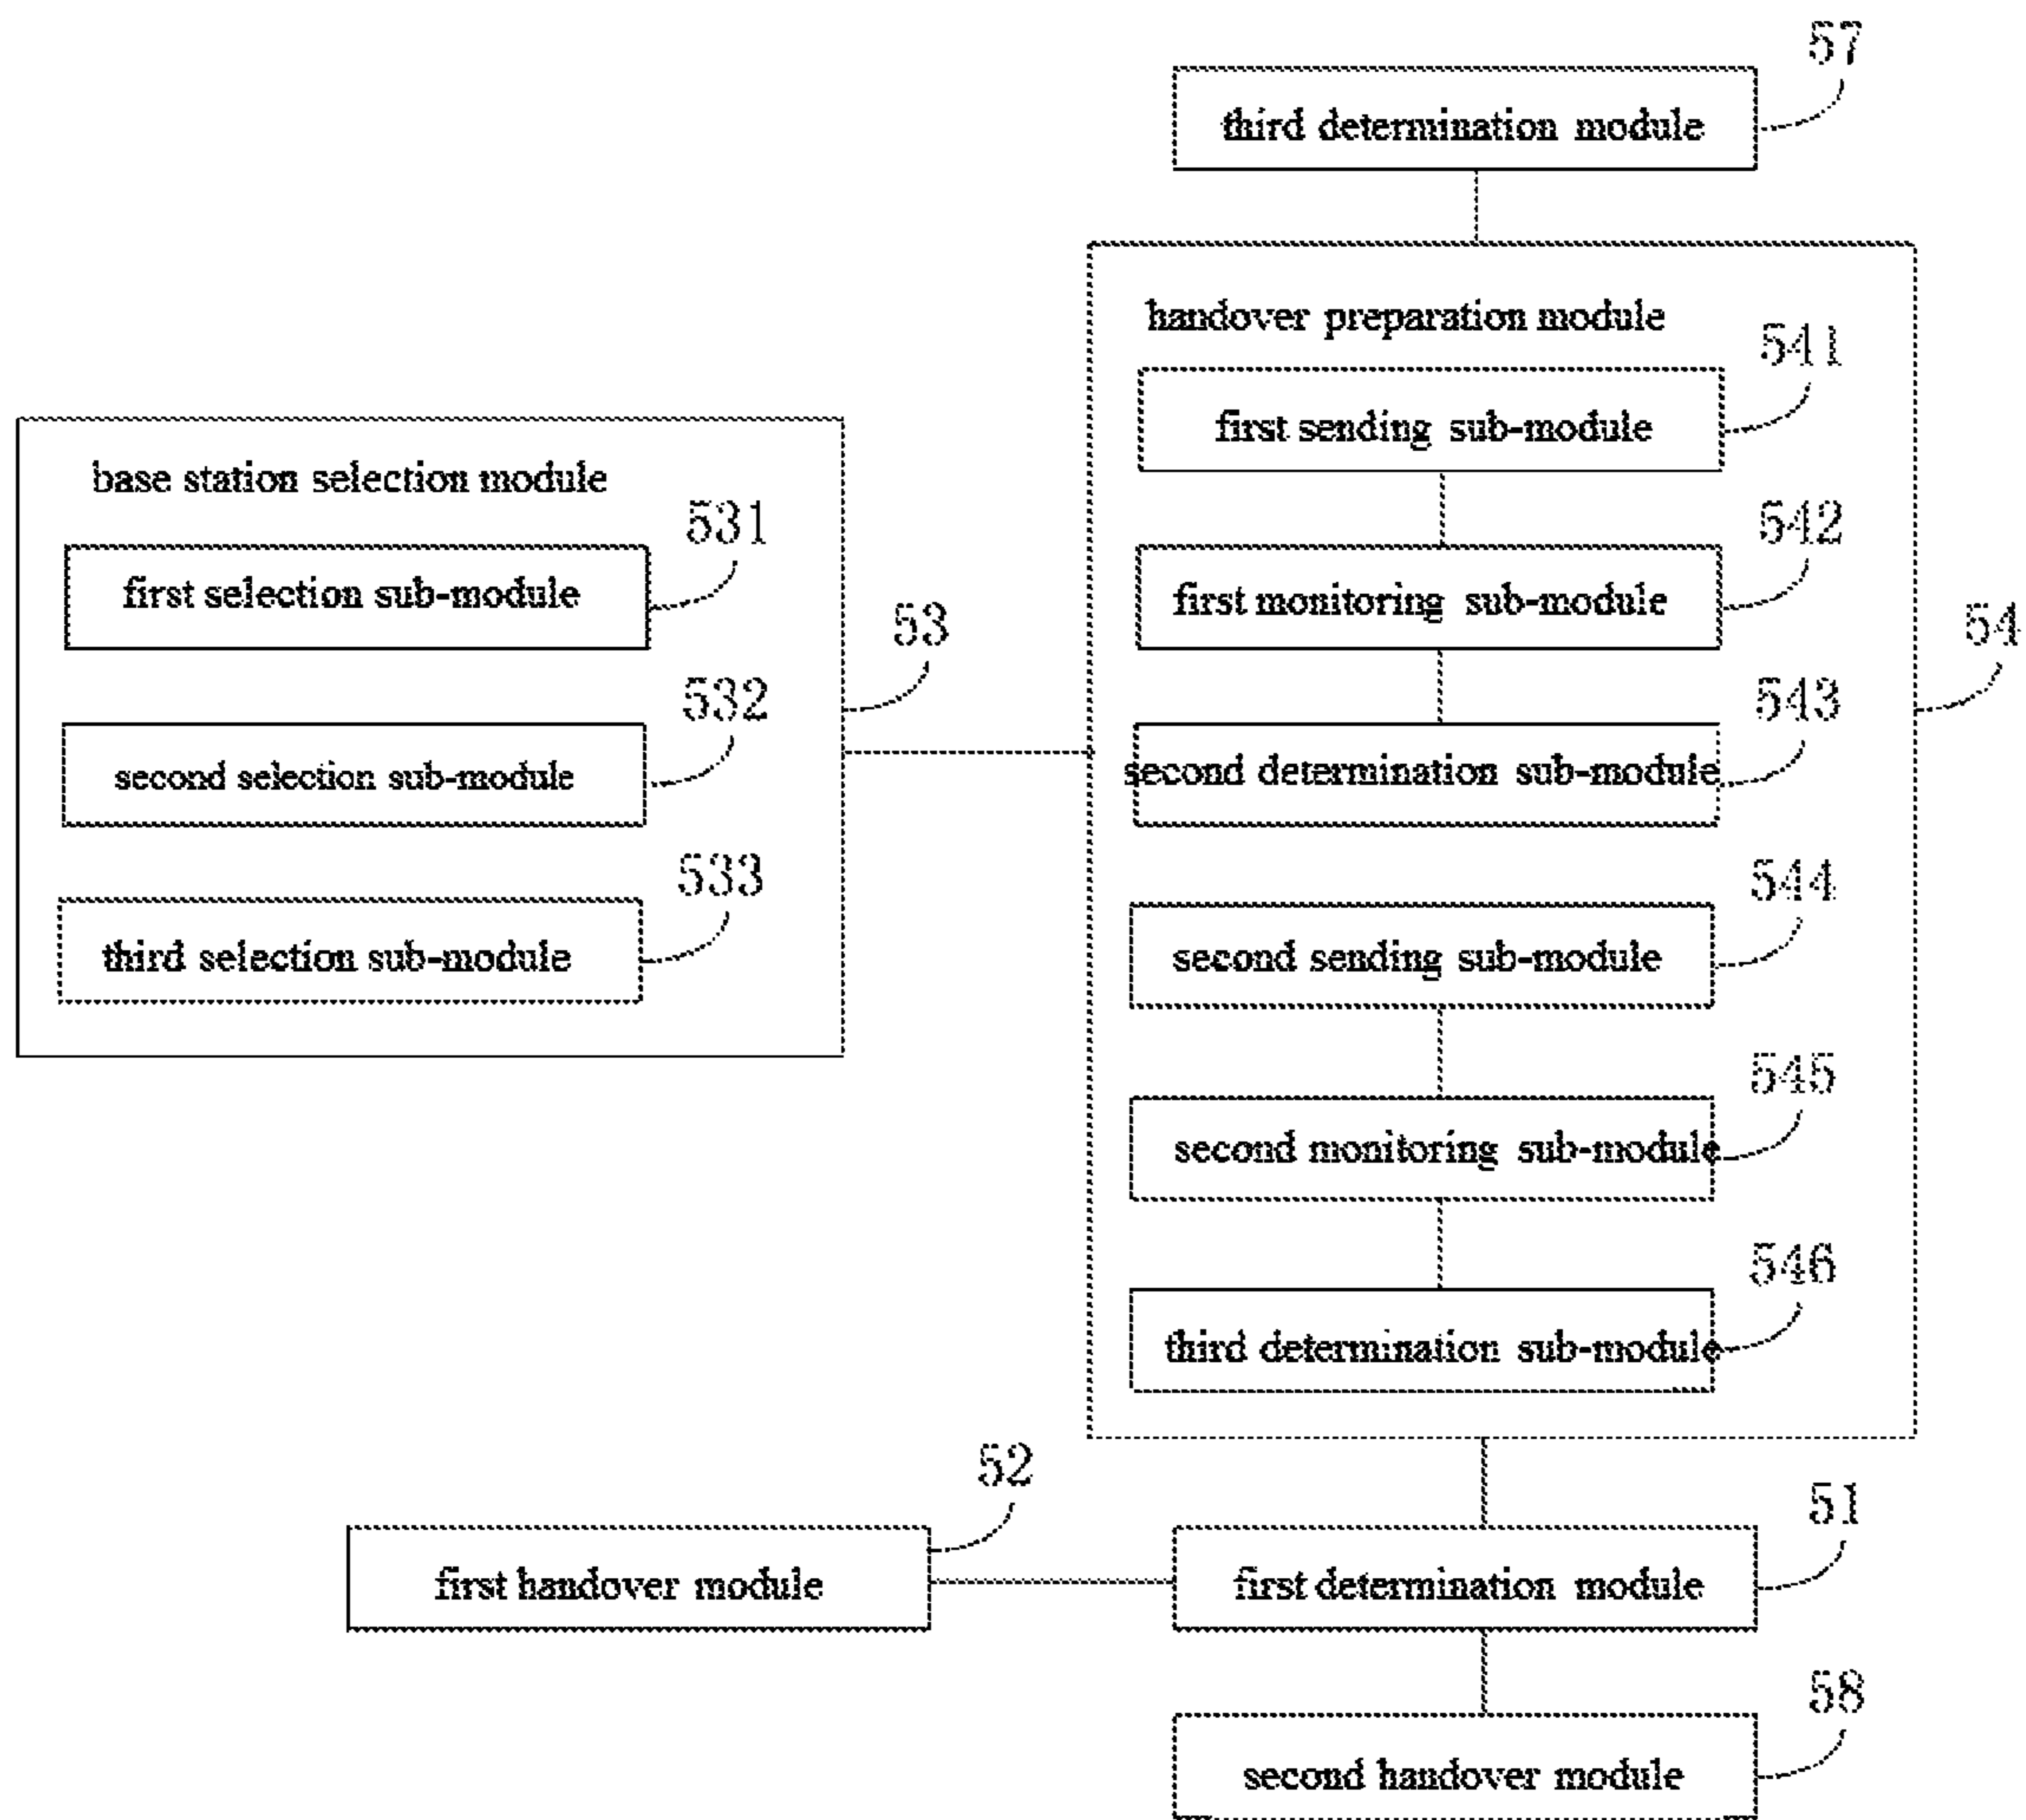 57
third determination module
handover preparation module
541
first sending sub-module
542
first monitoring sub-module
543
second determination sub-module
544
second sending sub-module
545
second monitoring sub-module
546
third determination sub-module
54
base station selection module
531
first selection sub-module
532
second selection sub-module
533
third selection sub-module
53
52
first handover module
51
first determination module
58
second handover module